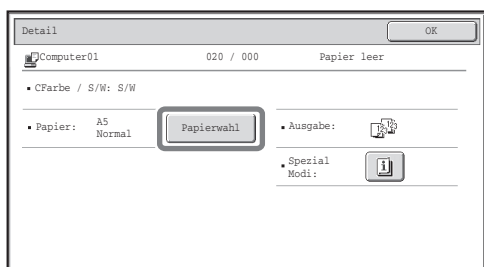 Detail OK
Computer01 020 / 000 Papier leer
▪ CFarbe / S/W: S/W
▪ Papier: A5 Normal Papierwahl ▪ Ausgabe:
▪ Spezial Modi: